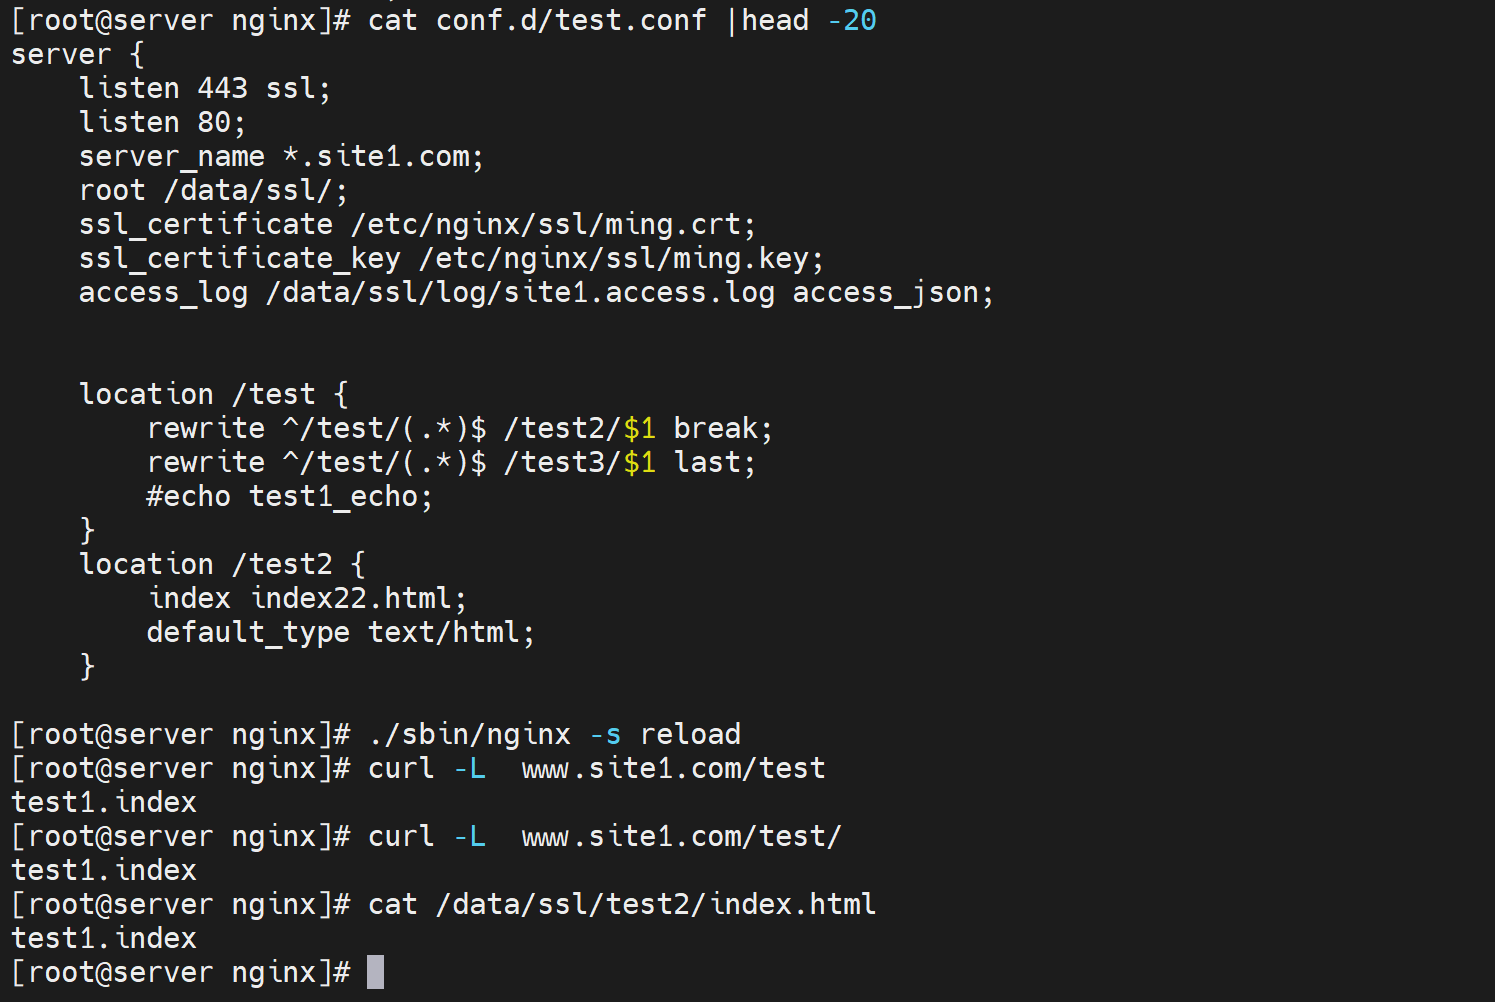 [root@server nginx]# cat conf.d/test.conf |head -20
server {
    listen 443 ssl;
    listen 80;
    server_name *.site1.com;
    root /data/ssl/;
    ssl_certificate /etc/nginx/ssl/ming.crt;
    ssl_certificate_key /etc/nginx/ssl/ming.key;
    access_log /data/ssl/log/site1.access.log access_json;
    location /test {
        rewrite ^/test/(.*)$ /test2/$1 break;
        rewrite ^/test/(.*)$ /test3/$1 last;
        #echo test1_echo;
    }
    location /test2 {
        index index22.html;
        default_type text/html;
    }
[root@server nginx]# ./sbin/nginx -s reload
[root@server nginx]# curl -L  www.site1.com/test
test1.index
[root@server nginx]# curl -L  www.site1.com/test/
test1.index
[root@server nginx]# cat /data/ssl/test2/index.html
test1.index
[root@server nginx]#